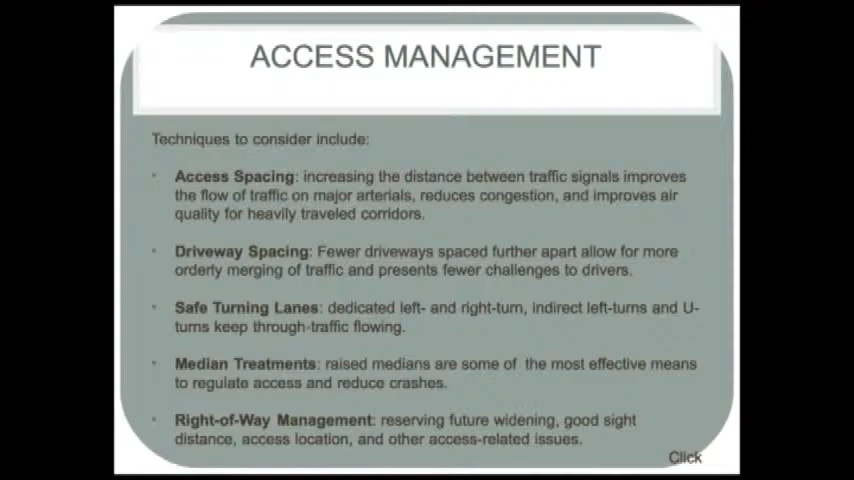 ACCESS MANAGEMENT
Techniques to consider include:
Access Spacing: increasing the distance between traffic signals improves
the flow of traffic on major arterials, reduces congestion, and improves air
quality for heavily traveled corridors.
Driveway Spacing: Fewer driveways spaced further apart allow for more
orderly merging of traffic and presents fewer challenges to drivers.
Safe Turning Lanes: dedicated left- and right-turn, indirect left-turns and U-
turns keep through-traffic flowing.
Median Treatments: raised medians are some of the most effective means
to regulate access and reduce crashes.
Right-of-Way Management: reserving future widening, good sight
distance, access location, and other access-related issues.
Click